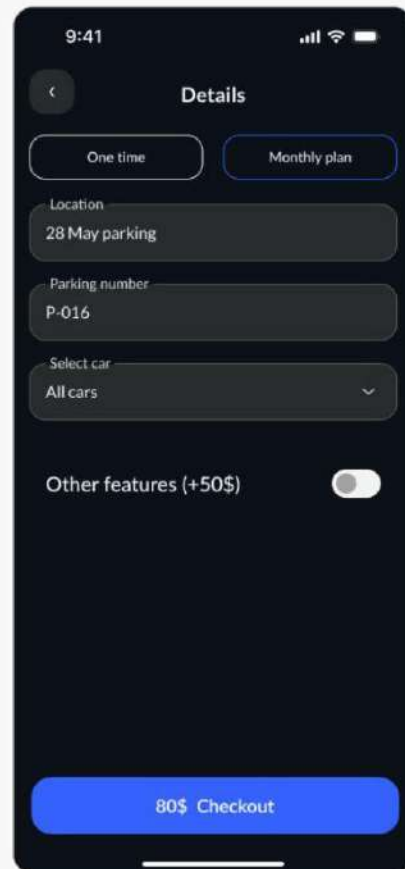 9:41
Details
One time
Monthly plan
Location
28 May parking
Parking number
P-016
Select car
All cars
Other features (+50$)
80$ Checkout